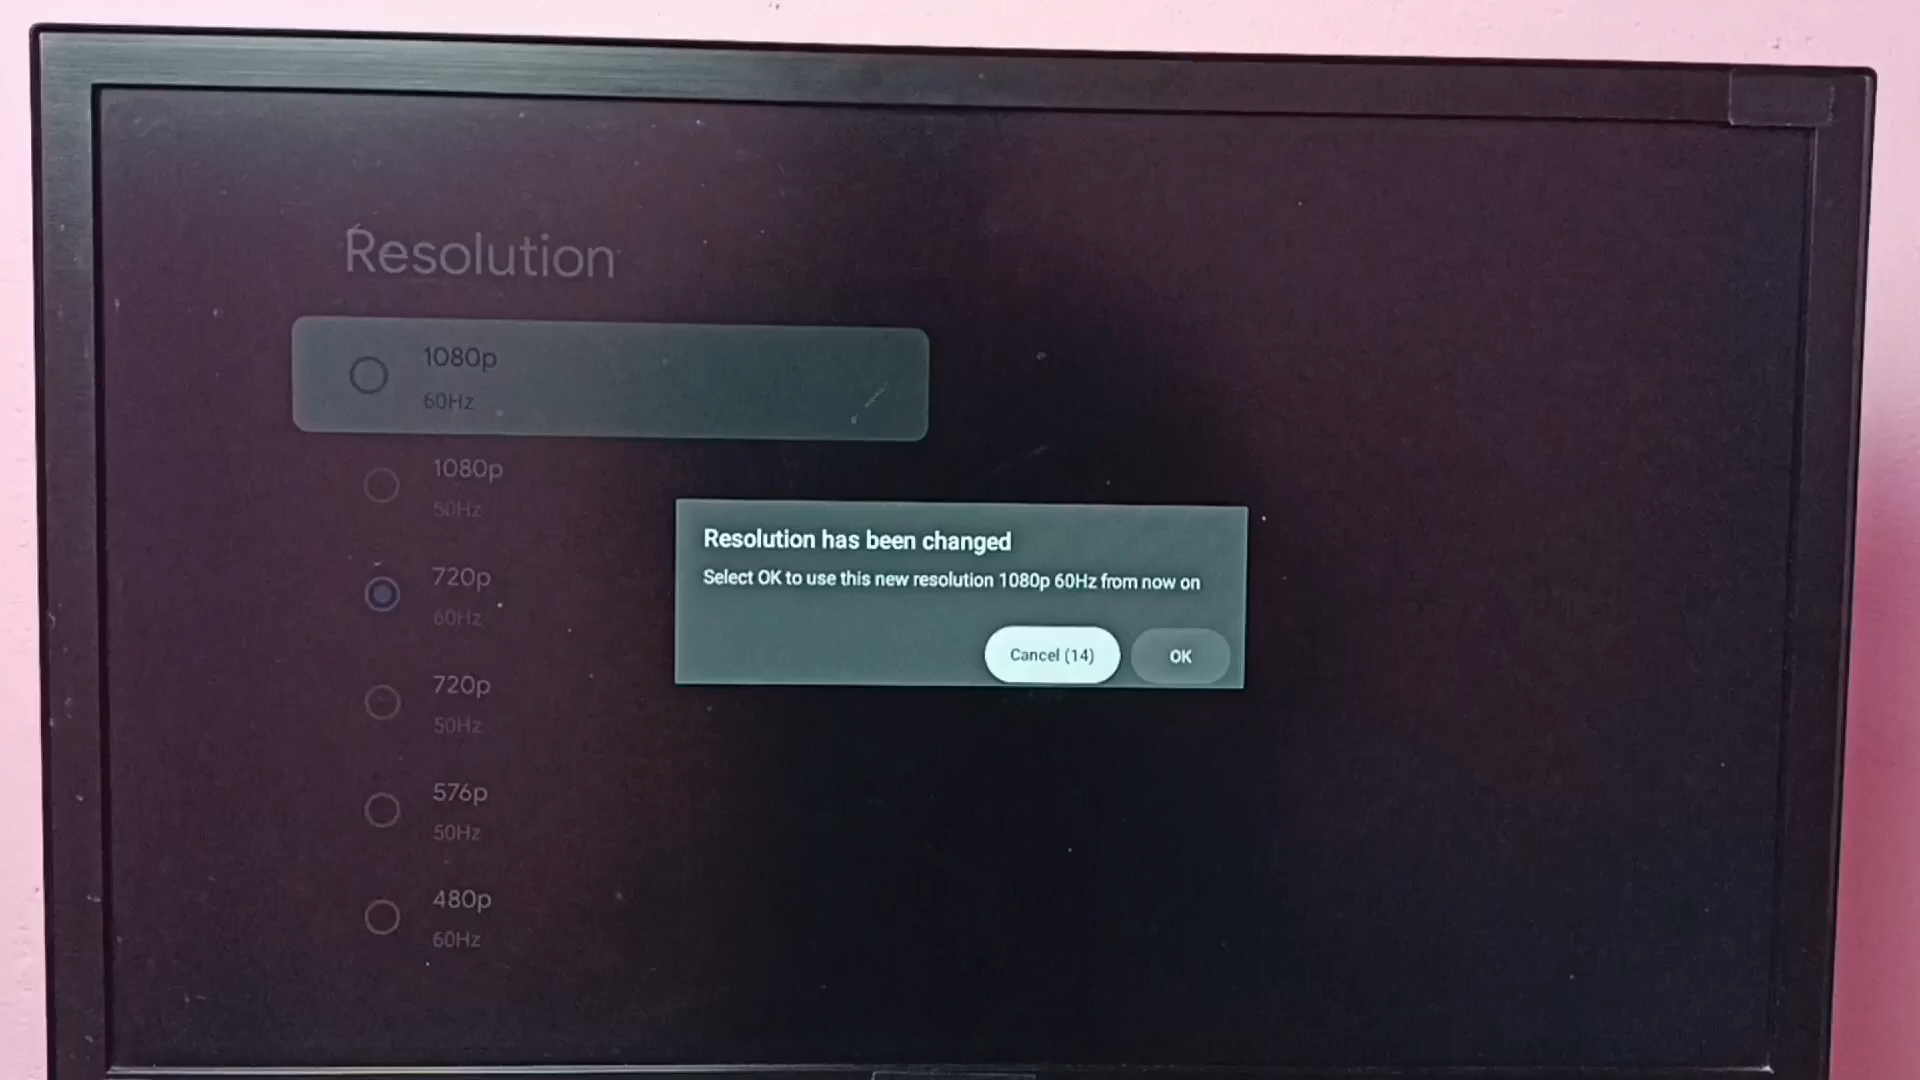 Resolution
1080p
60Hz
1080p
50Hz
720p
60Hz
720p
50Hz
576p
50Hz
480p
60Hz
Resolution has been changed
Select OK to use this new resolution 1080p 60Hz from now on
Cancel (14)
OK